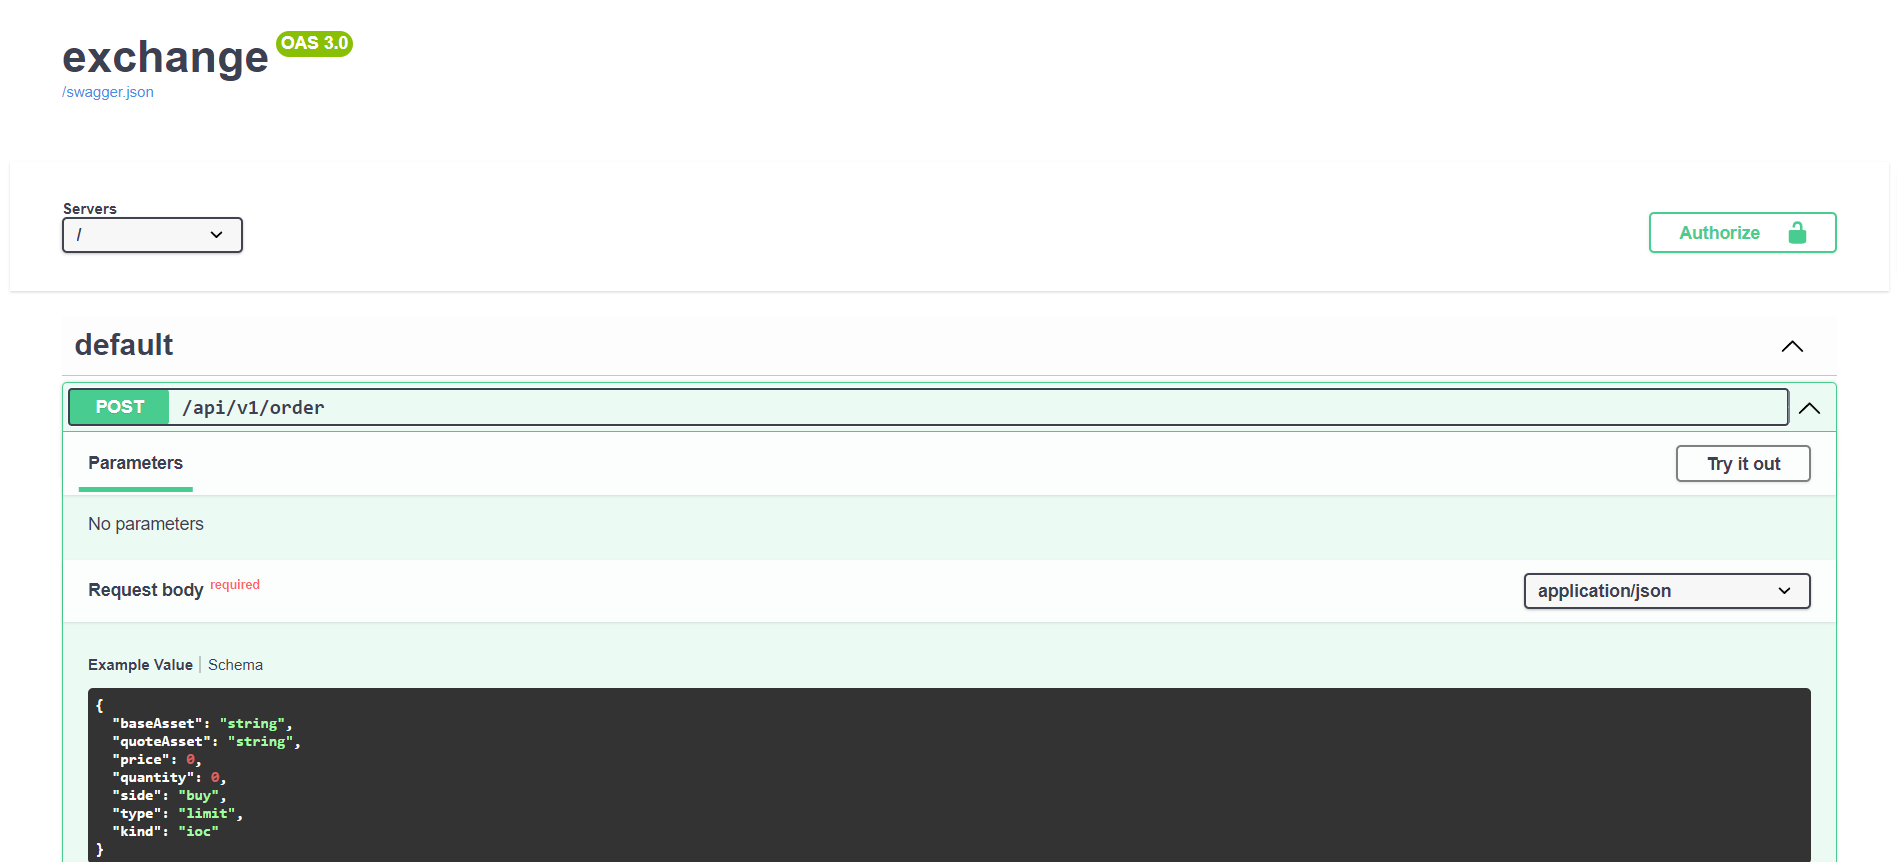 exchange OAS 3.0
/swagger.json
Servers
/
Authorize
default
POST /api/v1/order
Parameters
Try it out
No parameters
Request body required
application/json
Example Value | Schema
{
  "baseAsset": "string",
  "quoteAsset": "string",
  "price": 0,
  "quantity": 0,
  "side": "buy",
  "type": "limit",
  "kind": "ioc"
}